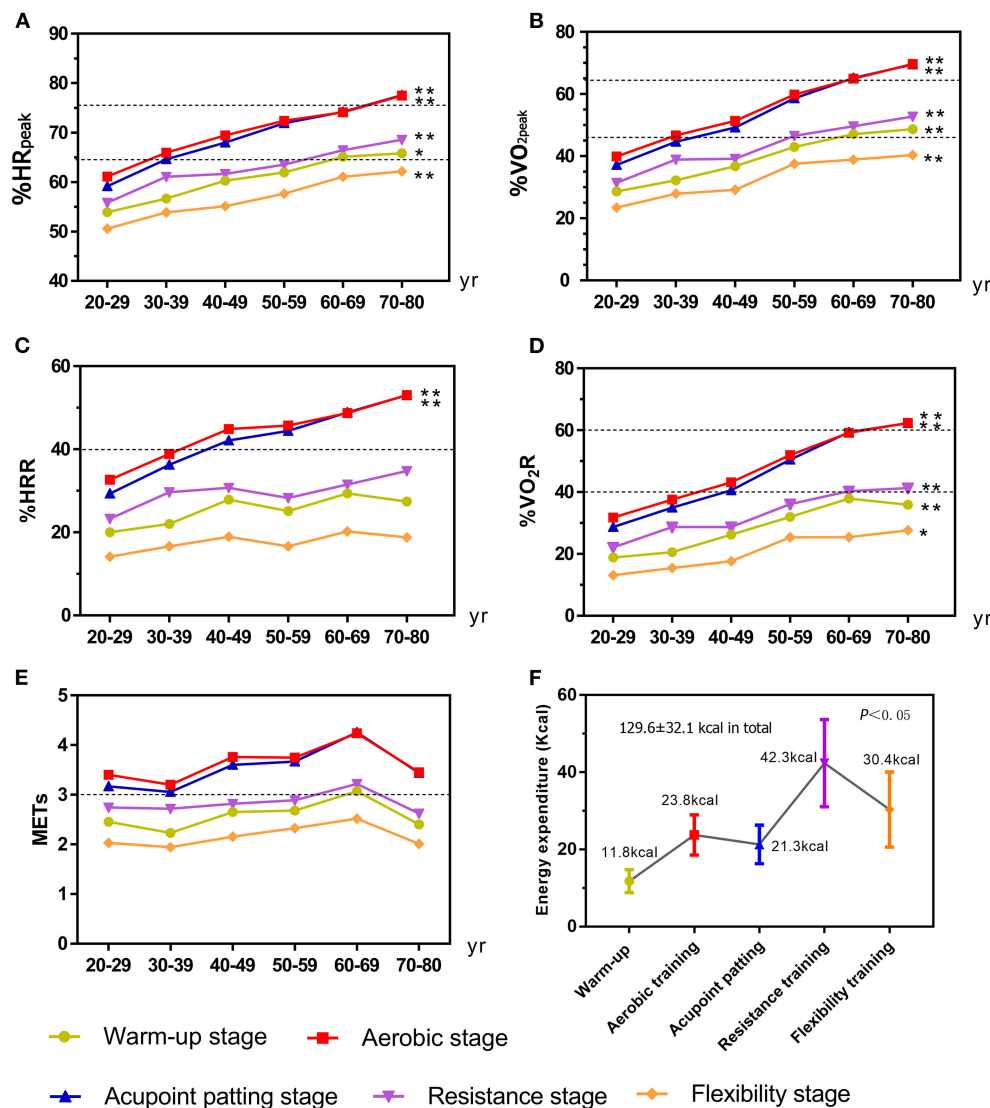 A
%HRpeak
90
80
70
60
50
40
**
**
**
*
**
20-29 30-39 40-49 50-59 60-69 70-80
yr
B
%VO2peak
80
60
40
20
0
**
**
**
**
**
20-29 30-39 40-49 50-59 60-69 70-80
yr
C
%HRR
60
40
20
0
**
**
20-29 30-39 40-49 50-59 60-69 70-80
D
%VO2R
80
60
40
20
0
**
**
**
**
*
20-29 30-39 40-49 50-59 60-69 70-80
yr
E
METs
5
4
3
2
1
0
20-29 30-39 40-49 50-59 60-69 70-80
yr
F
Energy expenditure (Kcal)
60
40
20
0
129.6±32.1 kcal in total
P<0.05
11.8kcal
23.8kcal
21.3kcal
42.3kcal
30.4kcal
Warm-up
Aerobic training
Acupoint patting
Resistance training
Flexibility training
Warm-up stage
Aerobic stage
Acupoint patting stage
Resistance stage
Flexibility stage